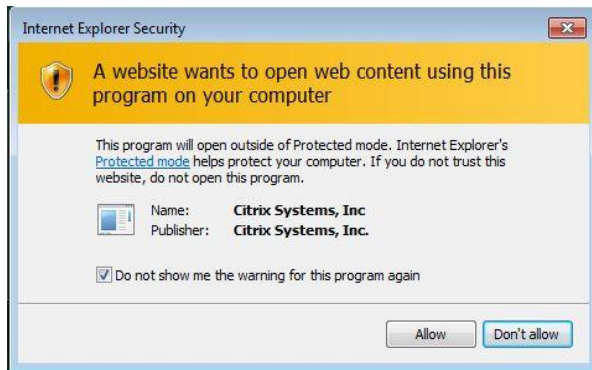 Internet Explorer Security
A website wants to open web content using this
program on your computer
This program will open outside of Protected mode. Internet Explorer's
Protected mode helps protect your computer. If you do not trust this
website, do not open this program.
Name: Citrix Systems, Inc
Publisher: Citrix Systems, Inc.
Do not show me the warning for this program again
Allow Don't allow